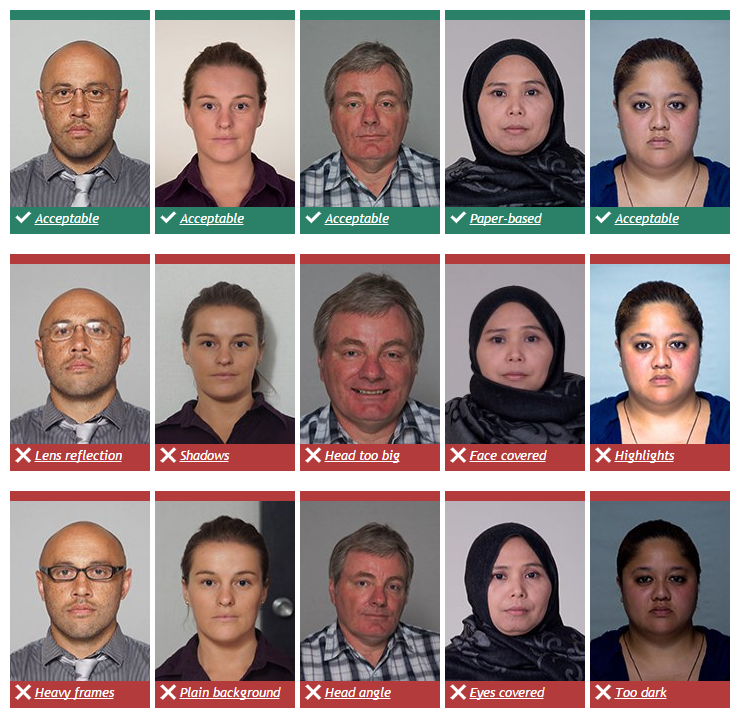 Acceptable
Acceptable
Acceptable
Paper-based
Acceptable
Lens reflection
Shadows
Head too big
Face covered
Highlights
Heavy frames
Plain background
Head angle
Eyes covered
Too dark